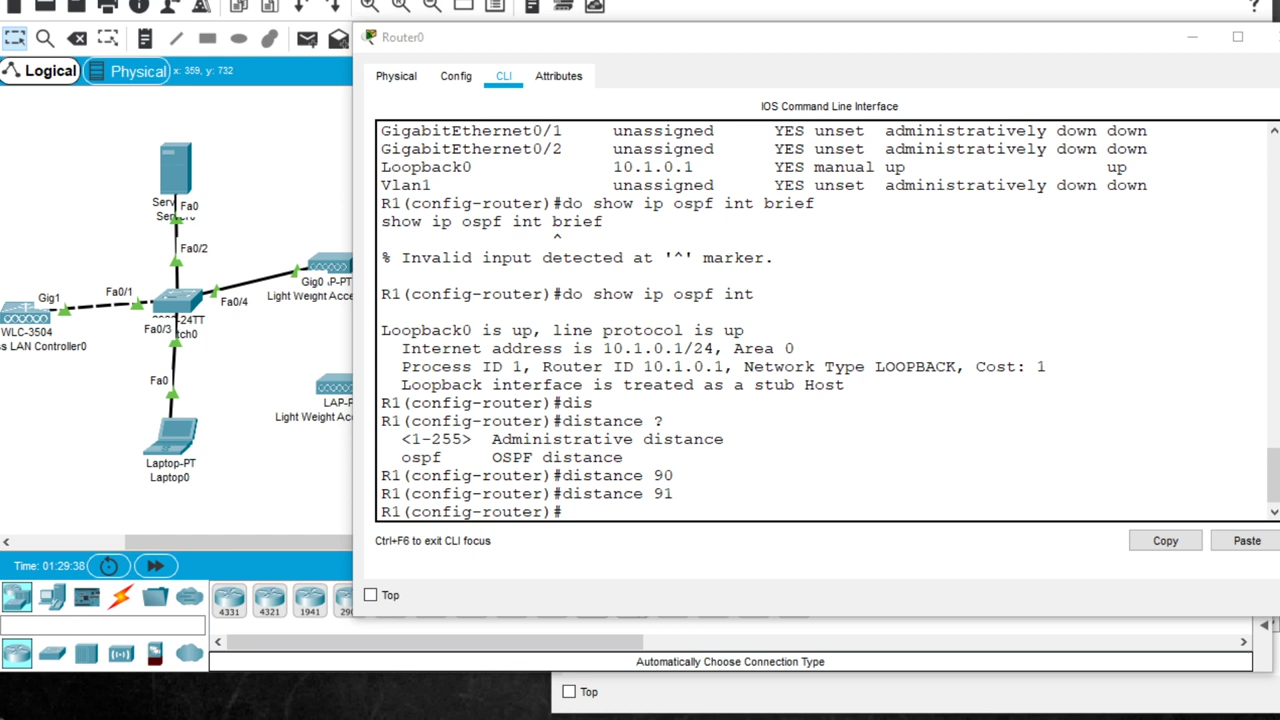 Router0
Logical
Physical
x: 359, y: 732
Physical
Config
CLI
Attributes
IOS Command Line Interface
GigabitEthernet0/1 unassigned YES unset administratively down down
GigabitEthernet0/2 unassigned YES unset administratively down down
Loopback0 10.1.0.1 YES manual up up
Vlan1 unassigned YES unset administratively down down
R1(config-router)#do show ip ospf int brief
show ip ospf int brief
^
% Invalid input detected at '^' marker.
R1(config-router)#do show ip ospf int
Loopback0 is up, line protocol is up
Internet address is 10.1.0.1/24, Area 0
Process ID 1, Router ID 10.1.0.1, Network Type LOOPBACK, Cost: 1
Loopback interface is treated as a stub Host
R1(config-router)#dis
R1(config-router)#distance ?
<1-255> Administrative distance
ospf OSPF distance
R1(config-router)#distance 90
R1(config-router)#distance 91
R1(config-router)#
Ctrl+F6 to exit CLI focus
Copy
Paste
Top
Fa0
Fa0/2
Gig1
Fa0/1
Fa0/4
Gig0
Light Weight Acce
WLC-3504
s LAN Controller0
Fa0/3
Fa0
LAP-P
Light Weight Acc
Laptop-PT
Laptop0
Time: 01:29:38
4331
4321
1941
Automatically Choose Connection Type
Top